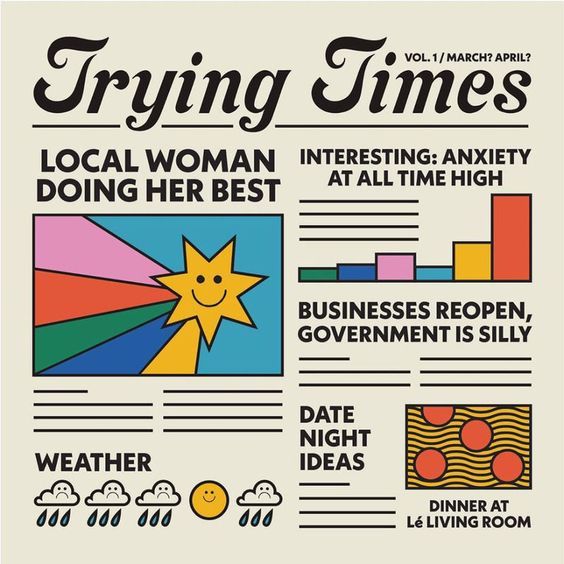 VOL. 1 / MARCH? APRIL?
Trying Times
LOCAL WOMAN
DOING HER BEST
INTERESTING: ANXIETY
AT ALL TIME HIGH
BUSINESSES REOPEN,
GOVERNMENT IS SILLY
WEATHER
DATE
NIGHT
IDEAS
DINNER AT
Lé LIVING ROOM